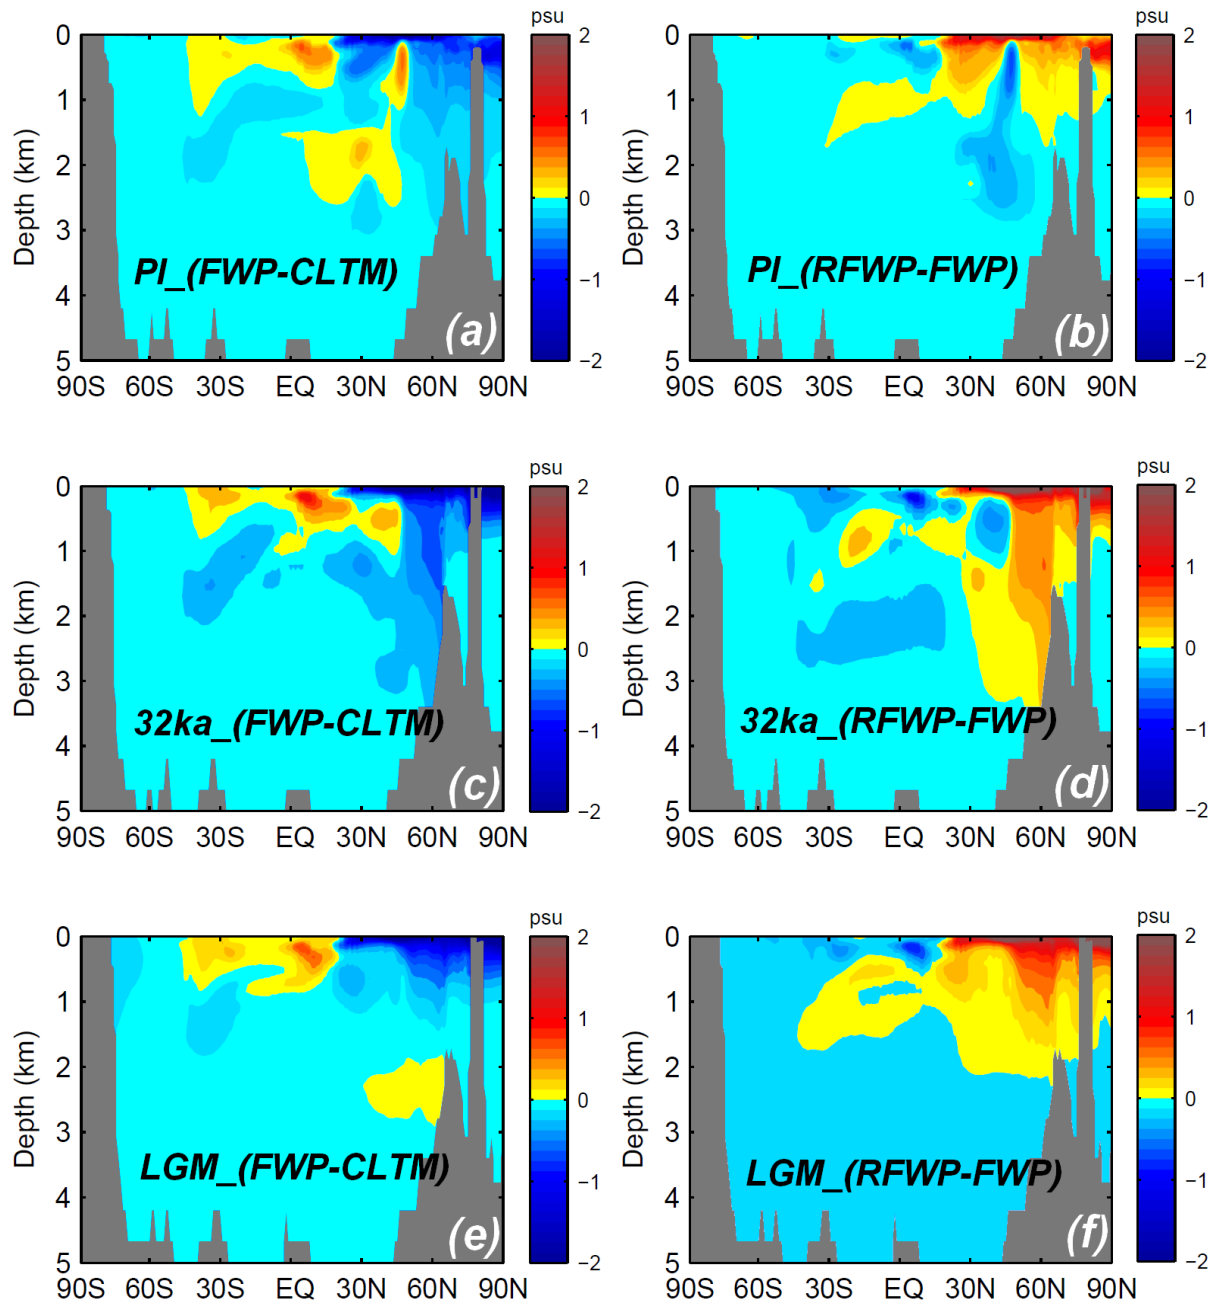 psu
psu
0 2 0 2
1 1 1 1
Depth (km) 2 Depth (km) 2
0 0
3 3
PI_(FWP-CLTM) −1 PI_(RFWP-FWP) −1
4 4
(a) (b)
5 −2 5 −2
90S 60S 30S EQ 30N 60N 90N 90S 60S 30S EQ 30N 60N 90N
psu psu
0 2 0 2
1 1 1 1
Depth (km) 2 Depth (km) 2
0 0
3 3
32ka_(FWP-CLTM) −1 32ka_(RFWP-FWP) −1
4 4
(c) (d)
5 −2 5 −2
90S 60S 30S EQ 30N 60N 90N 90S 60S 30S EQ 30N 60N 90N
psu psu
0 2 0 2
1 1 1 1
Depth (km) 2 Depth (km) 2
0 0
3 3
LGM_(FWP-CLTM) −1 LGM_(RFWP-FWP) −1
4 4
(e) (f)
5 −2 5 −2
90S 60S 30S EQ 30N 60N 90N 90S 60S 30S EQ 30N 60N 90N